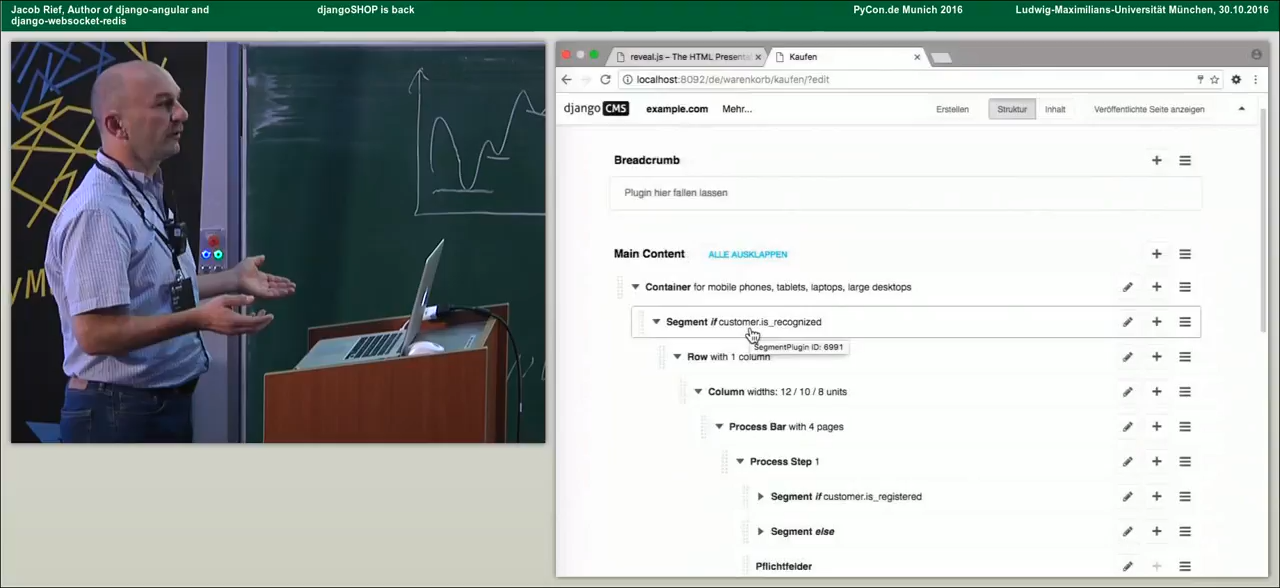 Jacob Rief, Author of django-angular and
django-websocket-redis
djangoSHOP is back
PyCon.de Munich 2016
Ludwig-Maximilians-Universität München, 30.10.2016
reveal.js – The HTML Presenta
Kaufen
localhost:8092/de/warenkorb/kaufen/?edit
django CMS
example.com
Mehr...
Erstellen
Struktur
Inhalt
Veröffentlichte Seite anzeigen
Breadcrumb
Plugin hier fallen lassen
Main Content
ALLE AUSKLAPPEN
Container for mobile phones, tablets, laptops, large desktops
Segment if customer.is_recognized
SegmentPlugin ID: 6991
Row with 1 column
Column widths: 12 / 10 / 8 units
Process Bar with 4 pages
Process Step 1
Segment if customer.is_registered
Segment else
Pflichtfelder